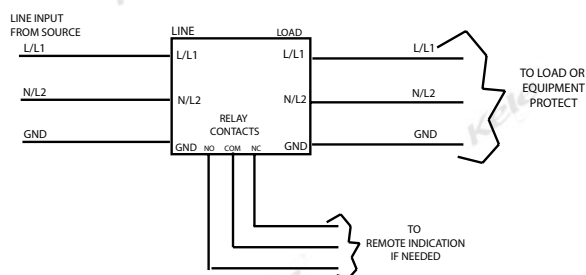 LINE INPUT
FROM SOURCE
L/L1
N/L2
GND
LINE
LOAD
L/L1
L/L1
N/L2
N/L2
RELAY
CONTACTS
GND
NO
COM
NC
GND
L/L1
N/L2
GND
TO LOAD OR
EQUIPMENT
PROTECT
TO
REMOTE INDICATION
IF NEEDED